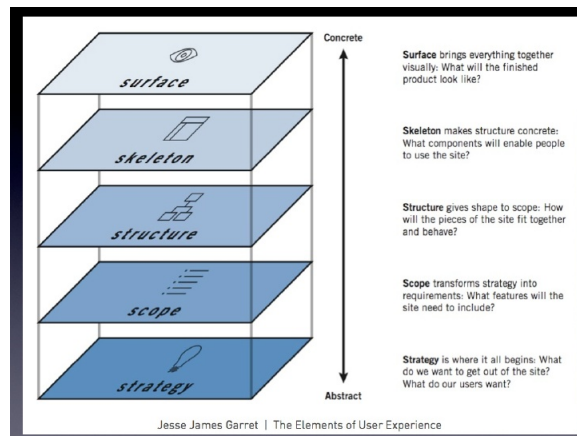 Concrete
surface
Surface brings everything together
visually: What will the finished
product look like?
skeleton
Skeleton makes structure concrete:
What components will enable people
to use the site?
structure
Structure gives shape to scope: How
will the pieces of the site fit together
and behave?
scope
Scope transforms strategy into
requirements: What features will the
site need to include?
strategy
Strategy is where it all begins: What
do we want to get out of the site?
What do our users want?
Abstract
Jesse James Garret | The Elements of User Experience